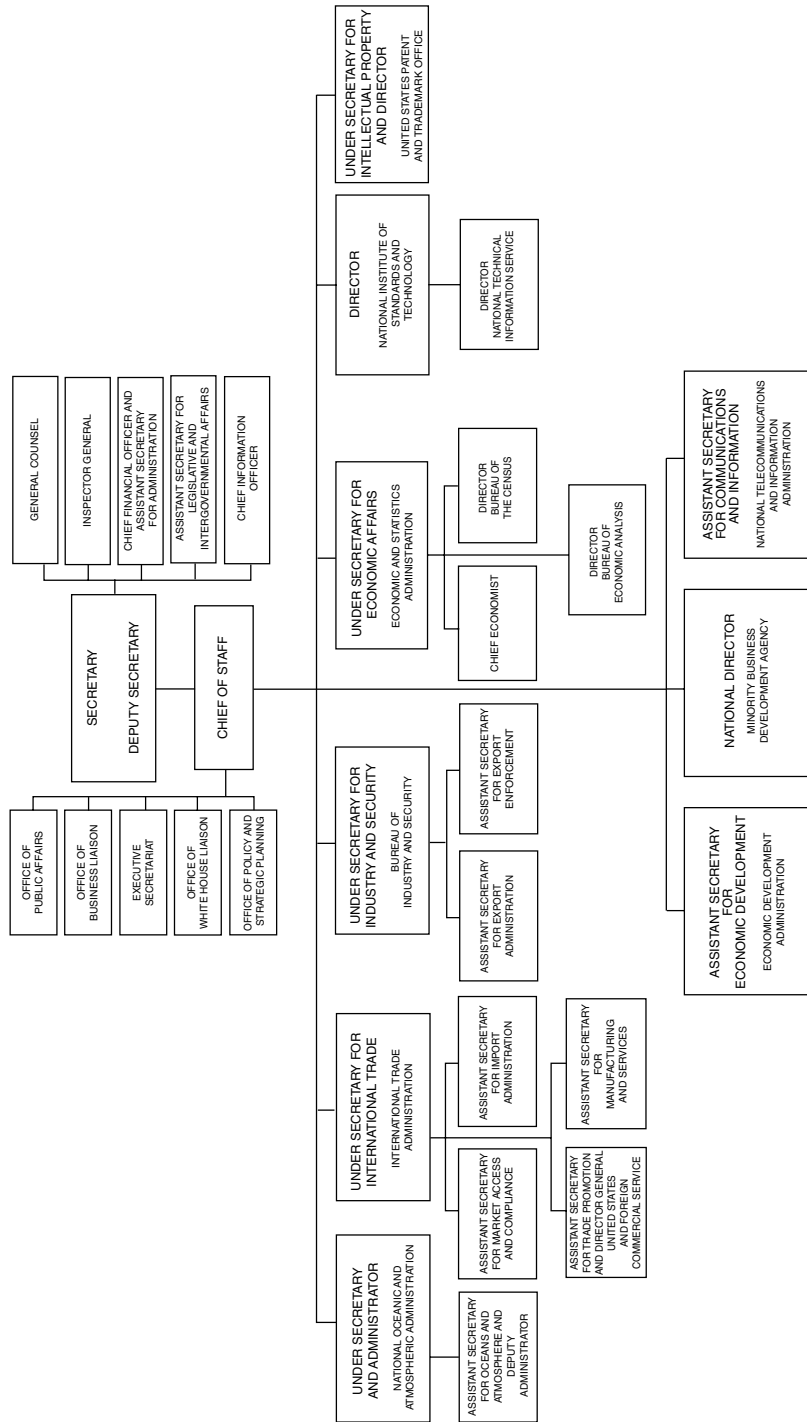 OFFICE OF
PUBLIC AFFAIRS
OFFICE OF
BUSINESS LIAISON
EXECUTIVE
SECRETARIAT
OFFICE OF
WHITE HOUSE LIAISON
OFFICE OF POLICY AND
STRATEGIC PLANNING
SECRETARY
DEPUTY SECRETARY
CHIEF OF STAFF
GENERAL COUNSEL
INSPECTOR GENERAL
CHIEF FINANCIAL OFFICER AND
ASSISTANT SECRETARY
FOR ADMINISTRATION
ASSISTANT SECRETARY FOR
LEGISLATIVE AND
INTERGOVERNMENTAL AFFAIRS
CHIEF INFORMATION
OFFICER
UNDER SECRETARY
AND ADMINISTRATOR
NATIONAL OCEANIC AND
ATMOSPHERIC ADMINISTRATION
UNDER SECRETARY FOR
INTERNATIONAL TRADE
INTERNATIONAL TRADE
ADMINISTRATION
UNDER SECRETARY FOR
INDUSTRY AND SECURITY
BUREAU OF
INDUSTRY AND SECURITY
UNDER SECRETARY FOR
ECONOMIC AFFAIRS
ECONOMIC AND STATISTICS
ADMINISTRATION
DIRECTOR
NATIONAL INSTITUTE OF
STANDARDS AND
TECHNOLOGY
UNDER SECRETARY FOR
INTELLECTUAL PROPERTY
AND DIRECTOR
UNITED STATES PATENT
AND TRADEMARK OFFICE
ASSISTANT SECRETARY
FOR OCEANS AND
ATMOSPHERE AND
DEPUTY
ADMINISTRATOR
ASSISTANT SECRETARY
FOR MARKET ACCESS
AND COMPLIANCE
ASSISTANT SECRETARY
FOR IMPORT
ADMINISTRATION
ASSISTANT SECRETARY
FOR EXPORT
ADMINISTRATION
ASSISTANT SECRETARY
FOR EXPORT
ENFORCEMENT
CHIEF ECONOMIST
DIRECTOR
BUREAU OF
THE CENSUS
DIRECTOR
NATIONAL TECHNICAL
INFORMATION SERVICE
ASSISTANT SECRETARY
FOR TRADE PROMOTION
AND DIRECTOR GENERAL
UNITED STATES
AND FOREIGN
COMMERCIAL SERVICE
ASSISTANT SECRETARY
FOR
MANUFACTURING
AND SERVICES
DIRECTOR
BUREAU OF
ECONOMIC ANALYSIS
ASSISTANT SECRETARY
FOR
ECONOMIC DEVELOPMENT
ECONOMIC DEVELOPMENT
ADMINISTRATION
NATIONAL DIRECTOR
MINORITY BUSINESS
DEVELOPMENT AGENCY
ASSISTANT SECRETARY
FOR COMMUNICATIONS
AND INFORMATION
NATIONAL TELECOMMUNICATIONS
AND INFORMATION
ADMINISTRATION